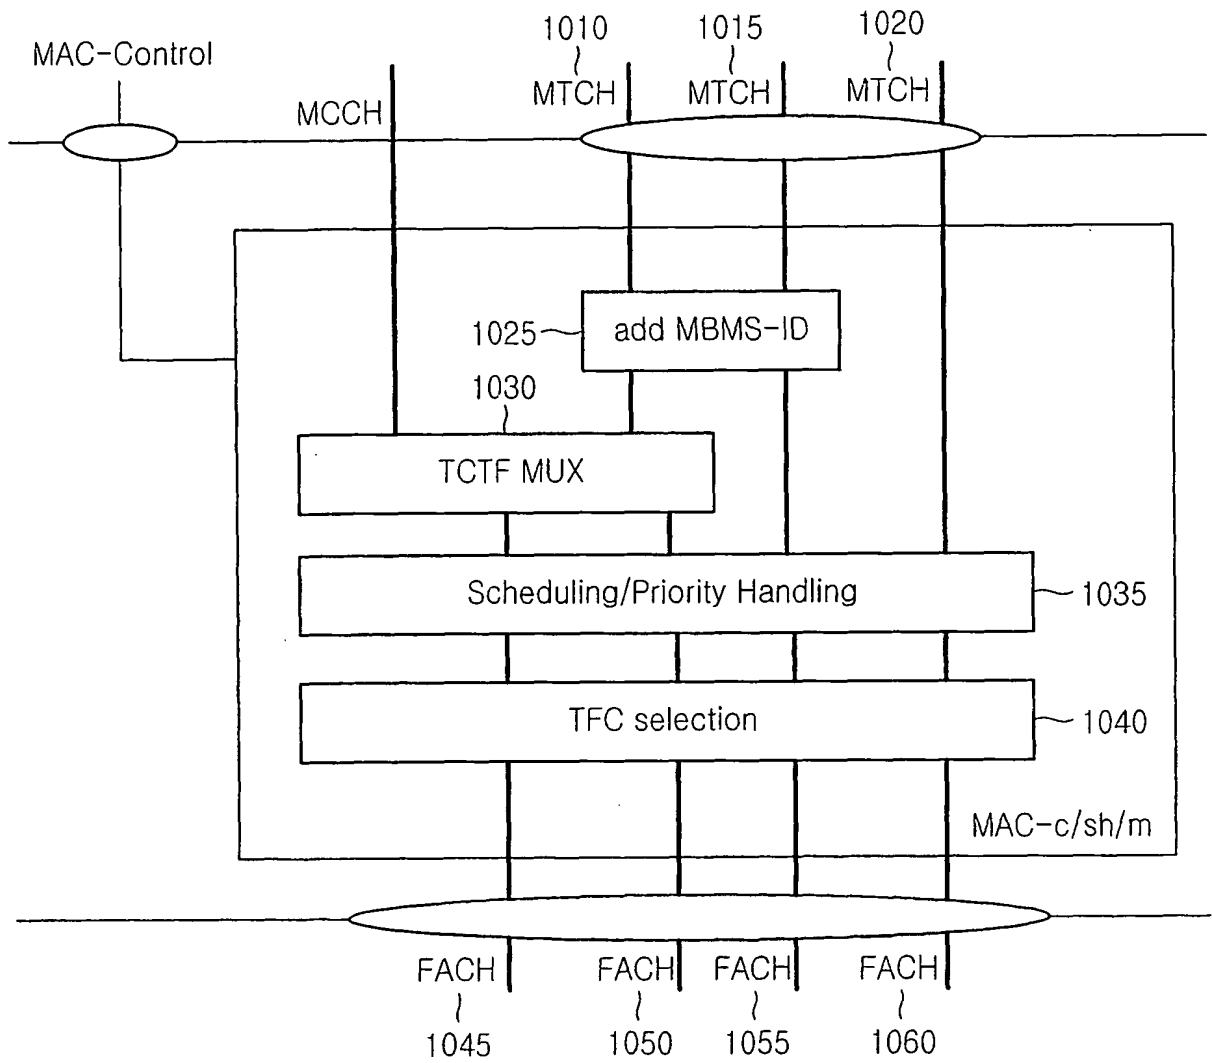 1010
1015
1020
MAC-Control
MCCH
MTCH
MTCH
MTCH
1025
add MBMS-ID
1030
TCTF MUX
Scheduling/Priority Handling
1035
TFC selection
1040
MAC-c/sh/m
FACH
FACH
FACH
FACH
1045
1050
1055
1060